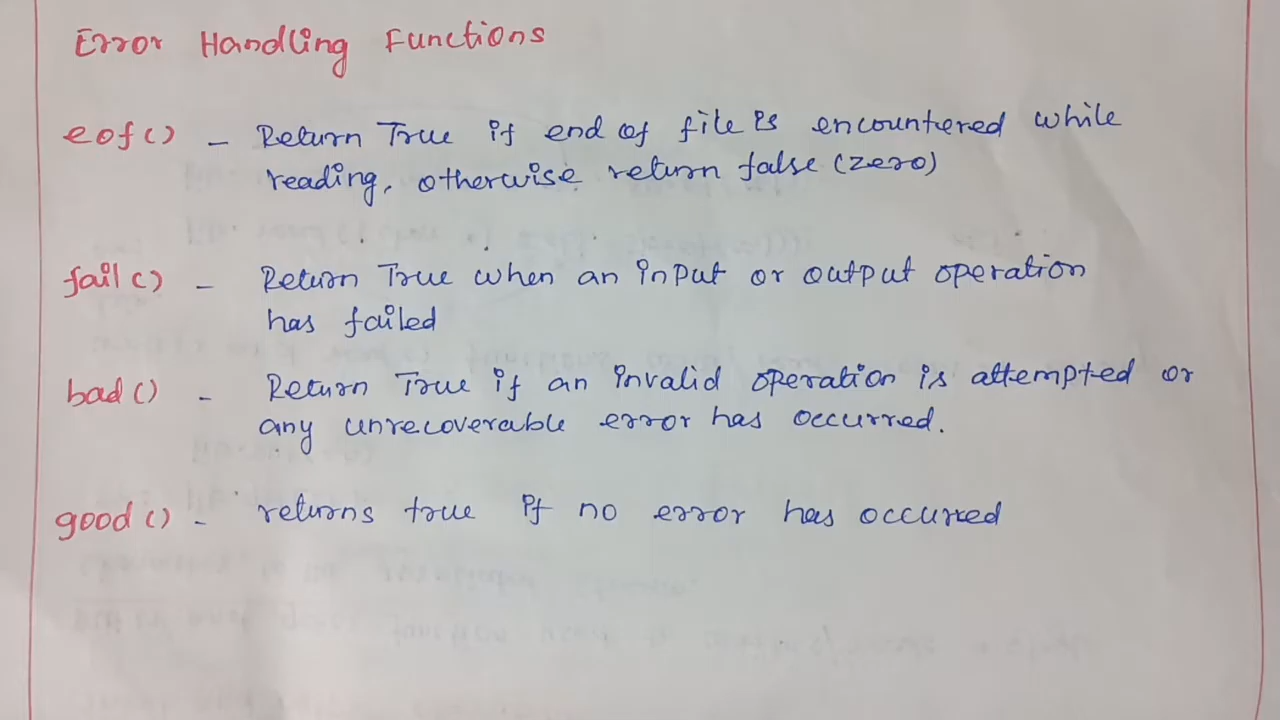 Error Handling Functions
eof() - Return True if end of file is encountered while
reading, otherwise return false (zero)
fail() - Return True when an input or output operation
has failed
bad() - Return True if an invalid operation is attempted or
any unrecoverable error has occurred.
good() - returns true if no error has occurred